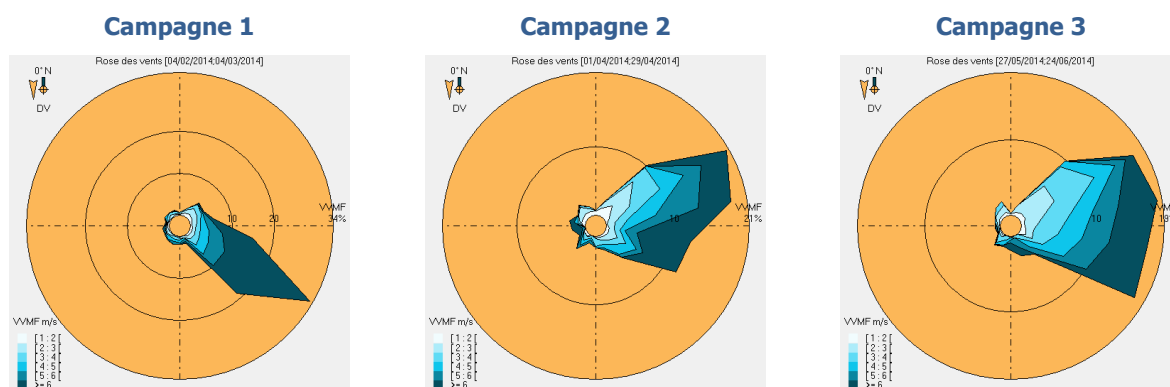 Campagne 1
Rose des vents [04/02/2014;04/03/2014]
0° N
DV
VVMF
10
20
34%
VVMF m/s
[ 1 : 2 [
[ 2 : 3 [
[ 3 : 4 [
[ 4 : 5 [
[ 5 : 6 [
>= 6
Campagne 2
Rose des vents [01/04/2014;29/04/2014]
0° N
DV
VVMF
10
21%
VVMF m/s
[ 1 : 2 [
[ 2 : 3 [
[ 3 : 4 [
[ 4 : 5 [
[ 5 : 6 [
>= 6
Campagne 3
Rose des vents [27/05/2014;24/06/2014]
0° N
DV
VVMF
10
18%
VVMF m/s
[ 1 : 2 [
[ 2 : 3 [
[ 3 : 4 [
[ 4 : 5 [
[ 5 : 6 [
>= 6